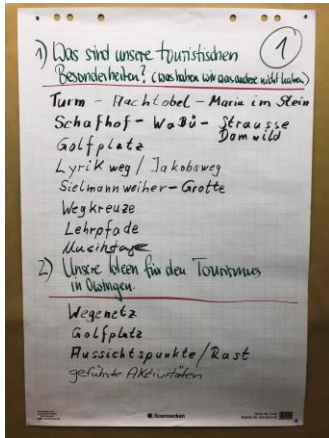 1
1) Was sind unsere touristischen
Besonderheiten? (was haben wir was andere nicht haben)
Turm - Hachtobel - Maria im Stein
Schafhof - WaBü - Strausse
Damwild
Golfplatz
Lyrikweg / Jakobsweg
Sielmannweiher - Grotte
Wegkreuze
Lehrpfade
Musiktage
2) Unsere Ideen für den Tourismus
in Owingen.
Wegenetz
Golfplatz
Aussichtspunkte / Rast
geführte Aktivitäten
Soennecken